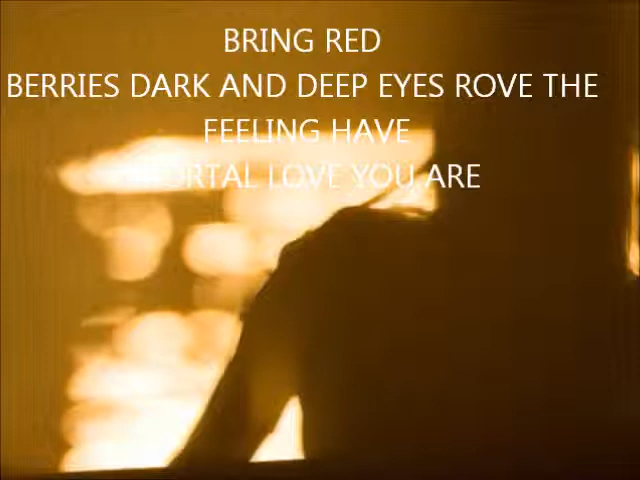 BRING RED
BERRIES DARK AND DEEP EYES ROVE THE
FEELING HAVE
LOVE YOU ARE